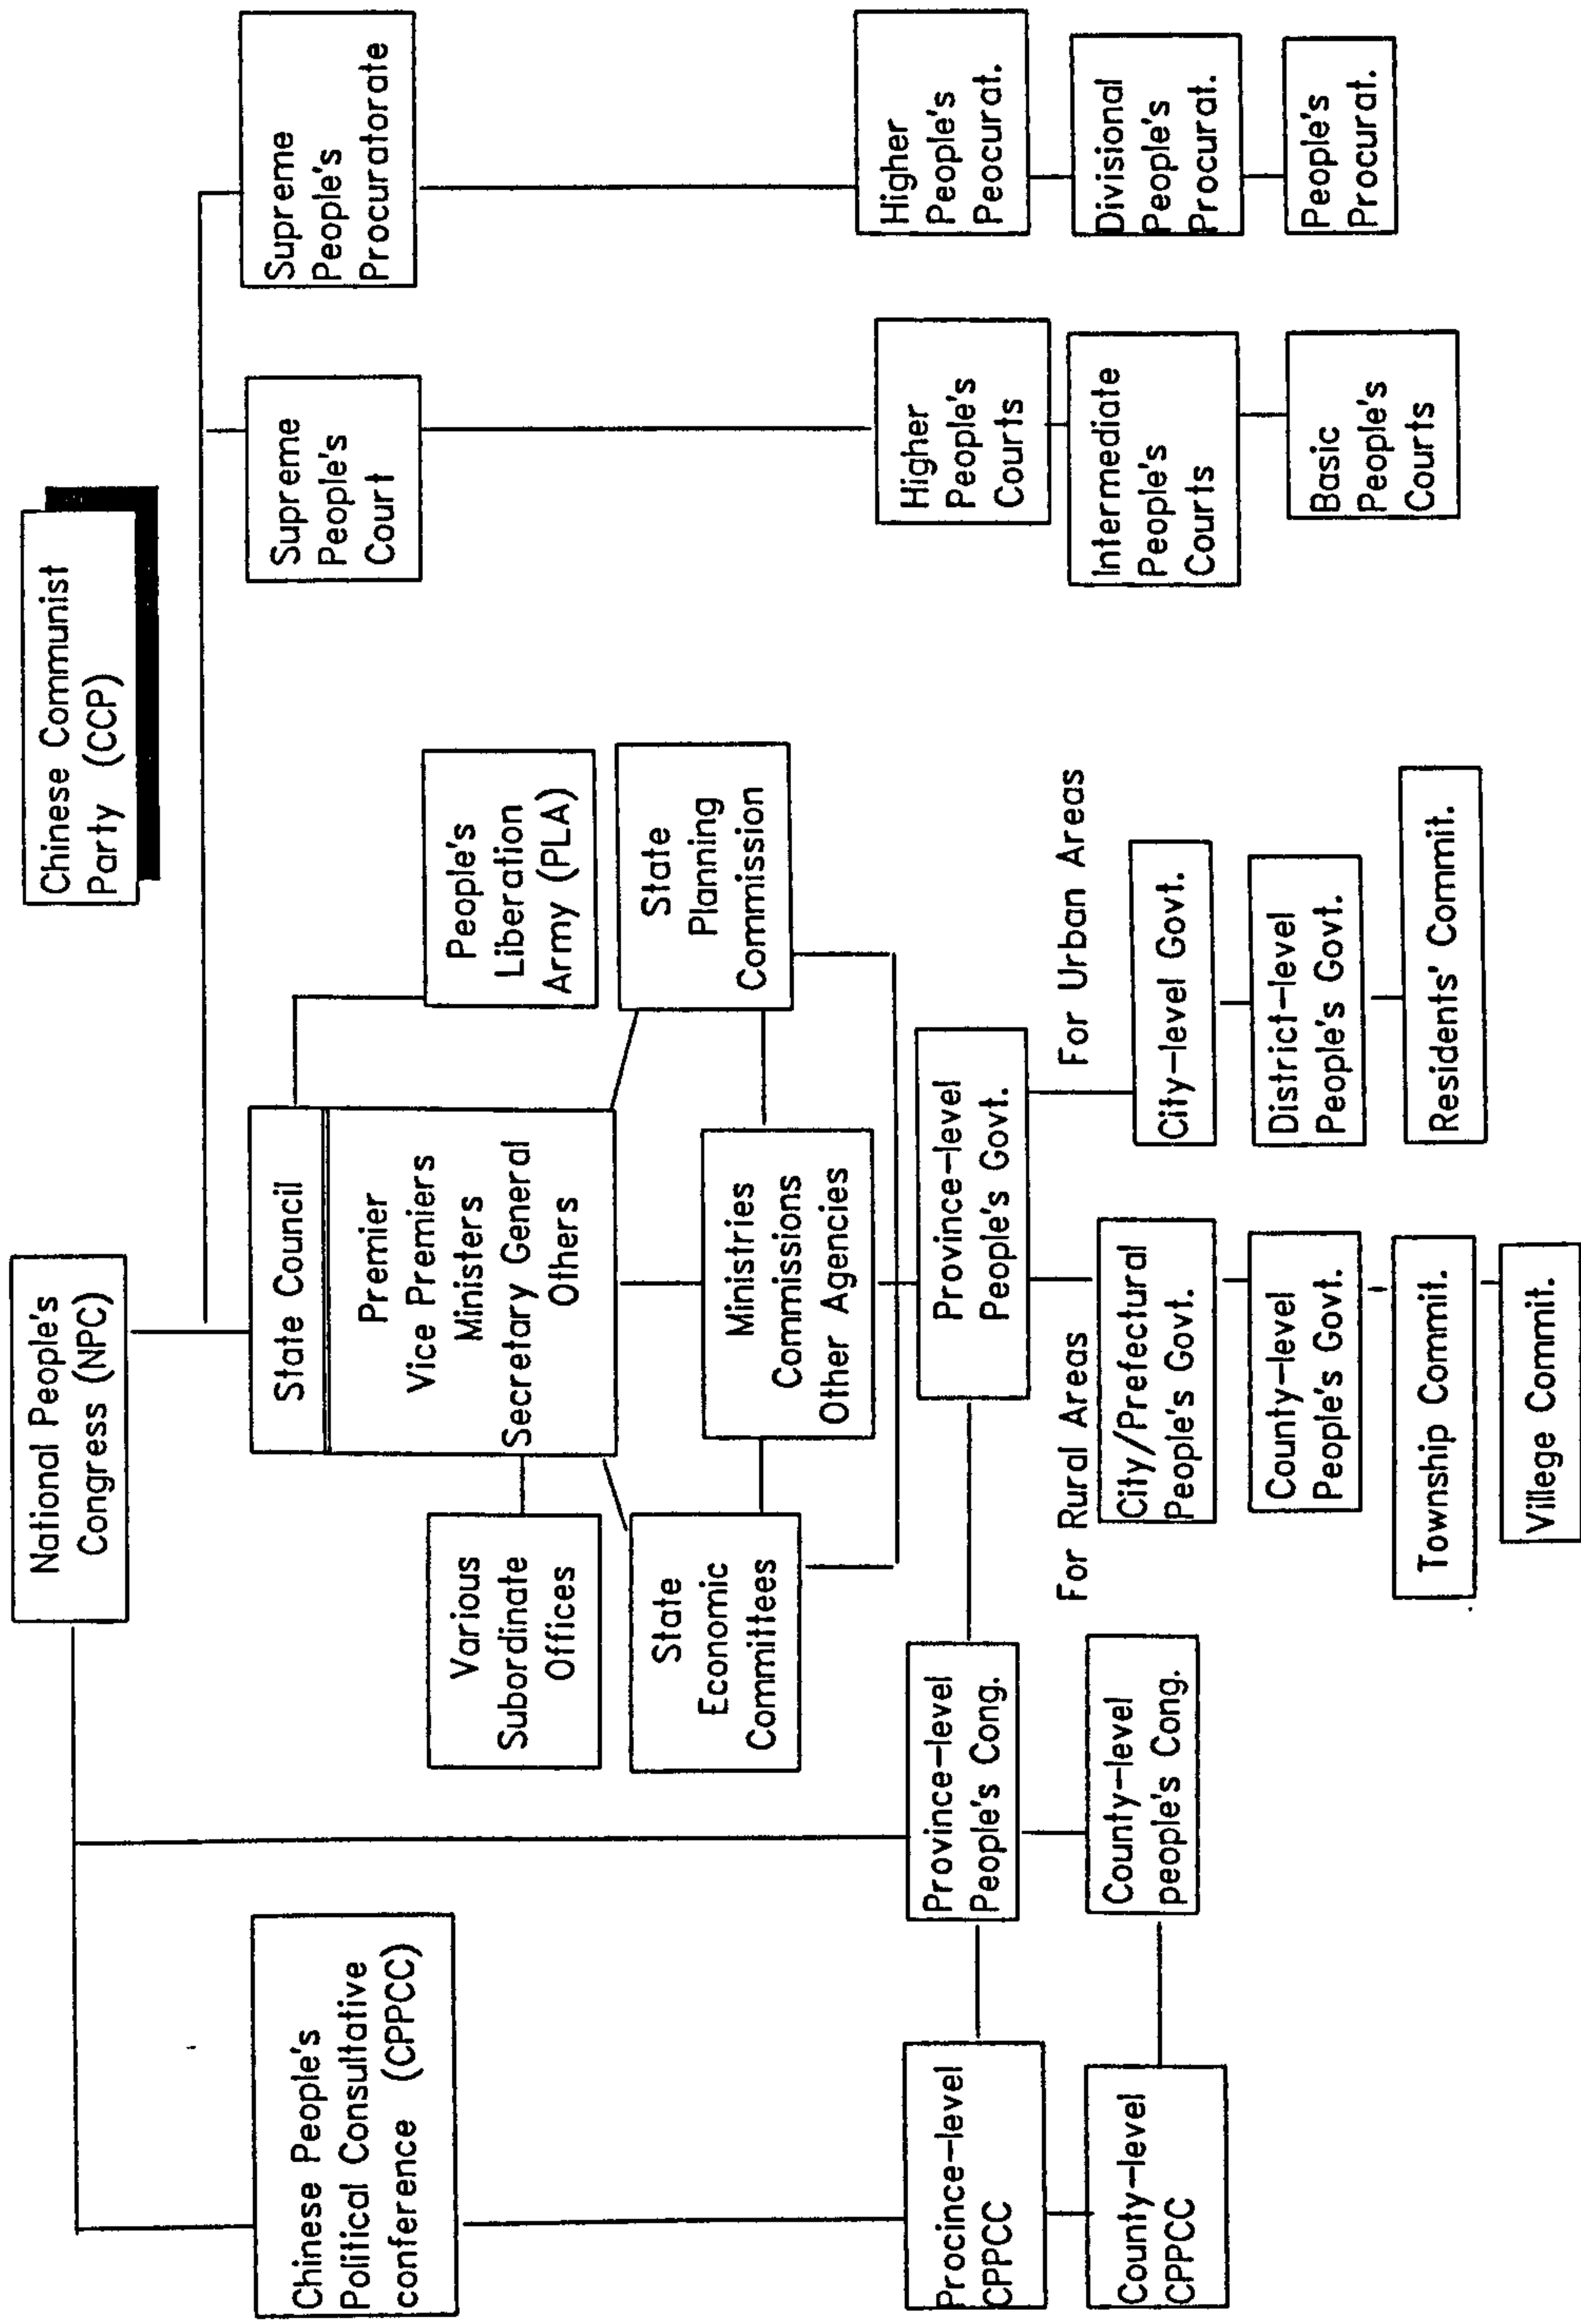 Chinese Communist
Party (CCP)
National People's
Congress (NPC)
Chinese People's
Political Consultative
conference (CPPCC)
State Council
Premier
Vice Premiers
Ministers
Secretary General
Others
Supreme
People's
Court
Supreme
People's
Procuratorate
Various
Subordinate
Offices
People's
Liberation
Army (PLA)
State
Economic
Committees
State
Planning
Commission
Ministries
Commissions
Other Agencies
Procince-level
CPPCC
Province-level
People's Cong.
Province-level
People's Govt.
Higher
People's
Courts
Higher
People's
Peocurat.
For Rural Areas
For Urban Areas
County-level
CPPCC
County-level
people's Cong.
City/Prefectural
People's Govt.
City-level Govt.
Intermediate
People's
Courts
Divisional
People's
Procurat.
County-level
People's Govt.
District-level
People's Govt.
Basic
People's
Courts
People's
Procurat.
Township Commit.
Residents' Commit.
Villege Commit.